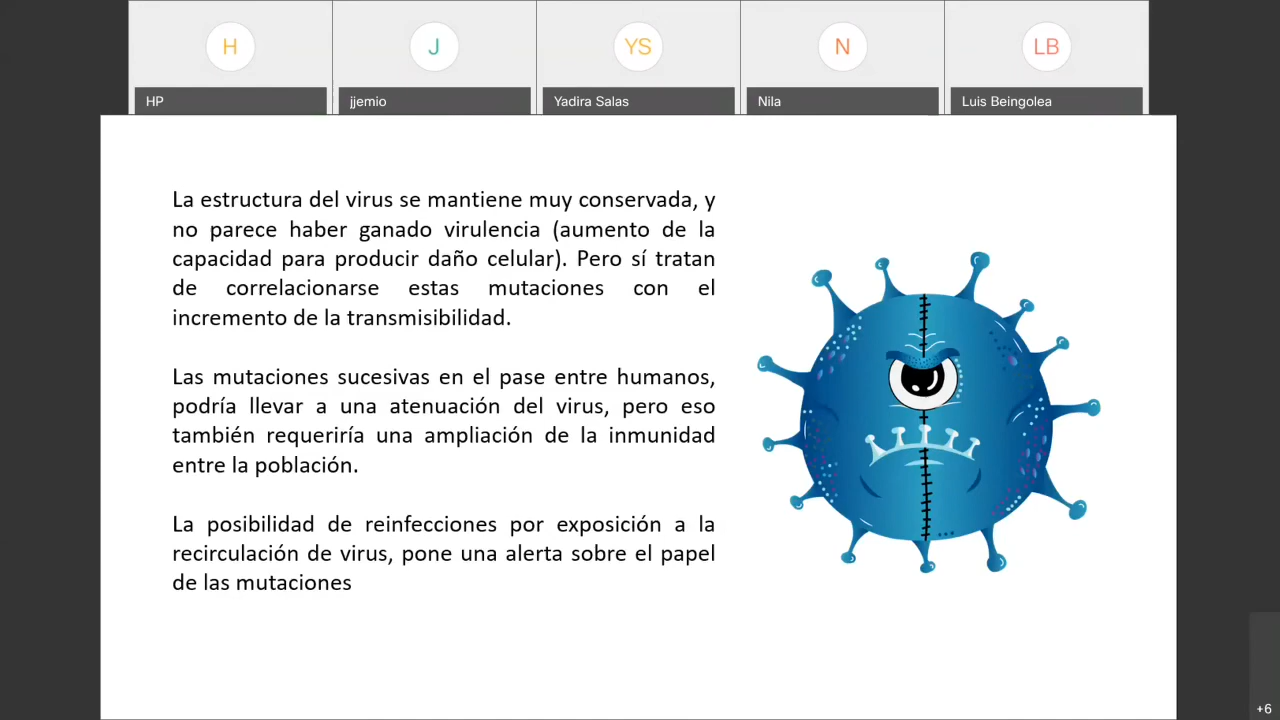 H
J
YS
N
LB
HP
jjemio
Yadira Salas
Nila
Luis Beingolea
La estructura del virus se mantiene muy conservada, y
no parece haber ganado virulencia (aumento de la
capacidad para producir daño celular). Pero sí tratan
de correlacionarse estas mutaciones con el
incremento de la transmisibilidad.
Las mutaciones sucesivas en el pase entre humanos,
podría llevar a una atenuación del virus, pero eso
también requeriría una ampliación de la inmunidad
entre la población.
La posibilidad de reinfecciones por exposición a la
recirculación de virus, pone una alerta sobre el papel
de las mutaciones
+6